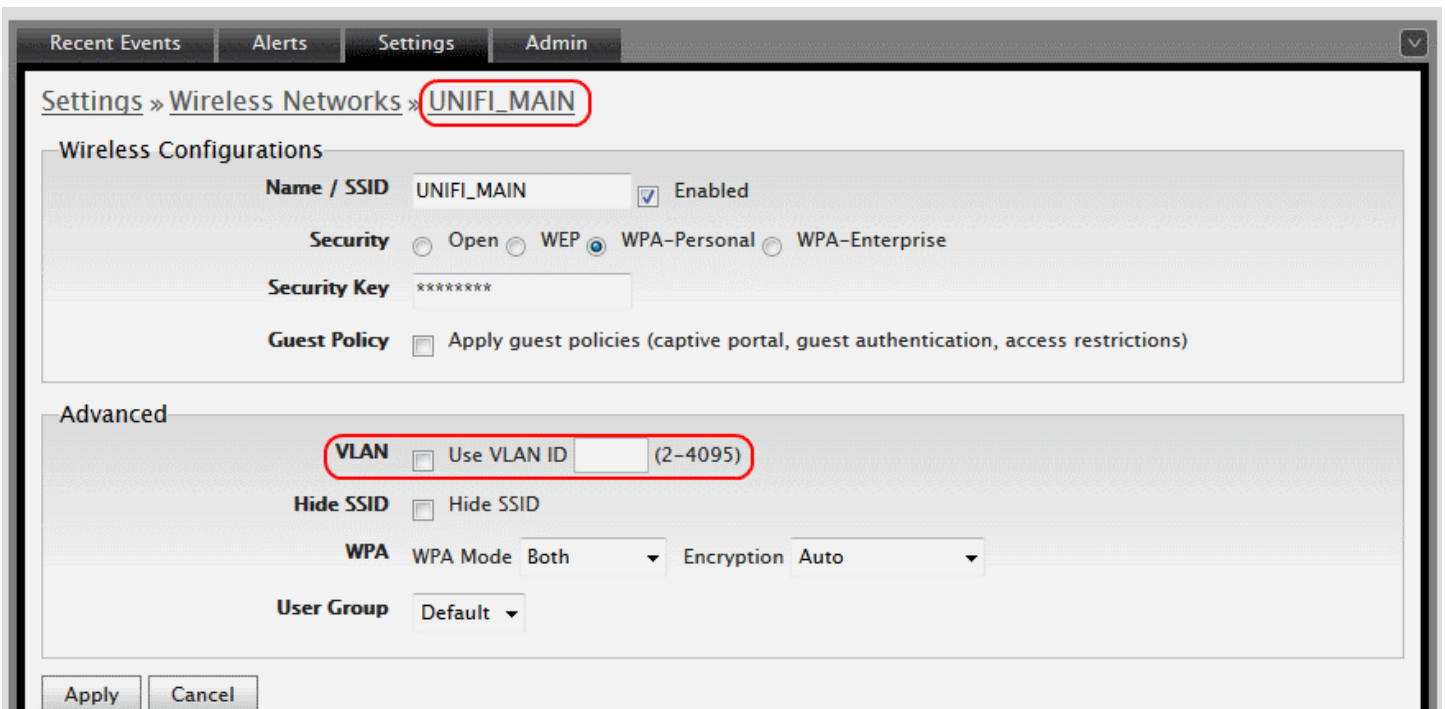 Recent Events Alerts Settings Admin
Settings » Wireless Networks » UNIFI_MAIN
Wireless Configurations
Name / SSID UNIFI_MAIN Enabled
Security Open WEP WPA-Personal WPA-Enterprise
Security Key ********
Guest Policy Apply guest policies (captive portal, guest authentication, access restrictions)
Advanced
VLAN Use VLAN ID (2-4095)
Hide SSID Hide SSID
WPA WPA Mode Both Encryption Auto
User Group Default
Apply Cancel